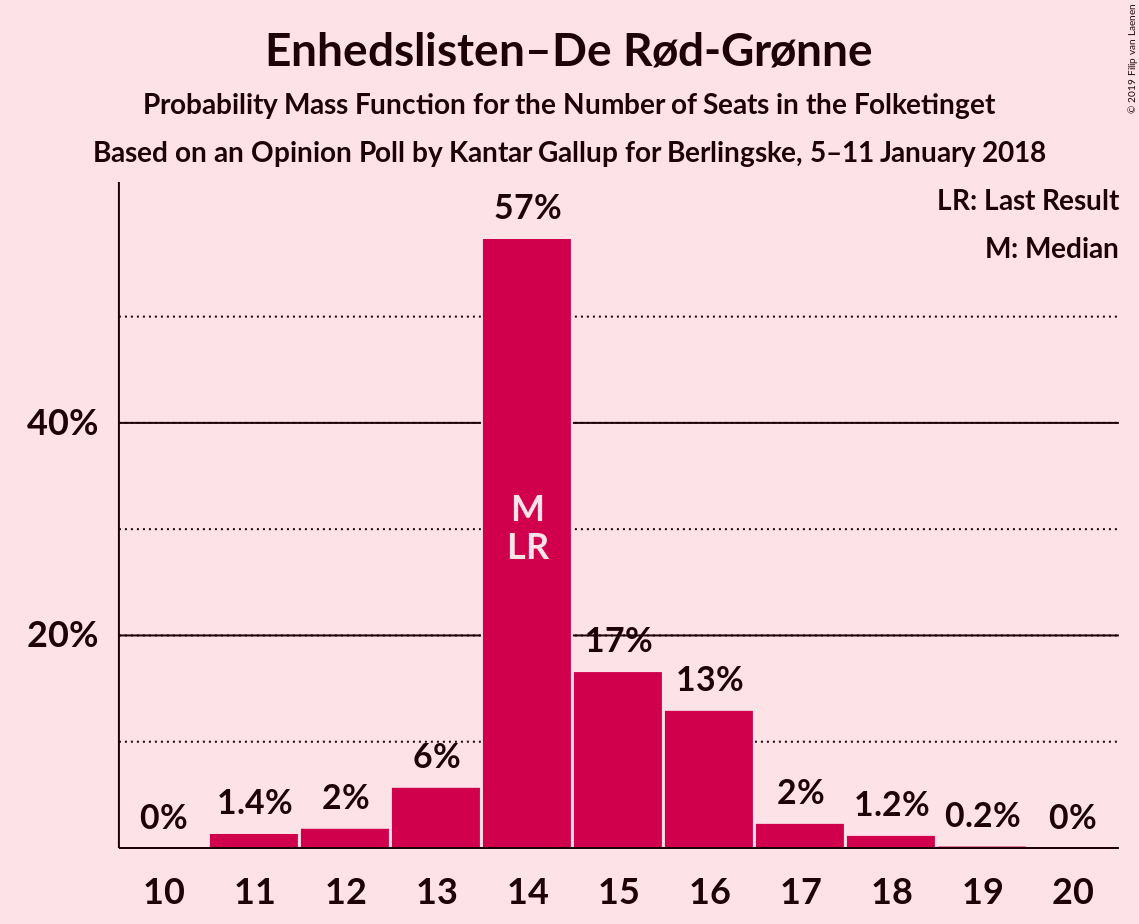 Enhedslisten–De Rød-Grønne
Probability Mass Function for the Number of Seats in the Folketinget
Based on an Opinion Poll by Kantar Gallup for Berlingske, 5–11 January 2018
© 2019 Filip van Laenen
LR: Last Result
M: Median
57%
40%
M
LR
20%
17%
13%
6%
0%
1.4%
2%
2%
1.2%
0.2%
0%
10 11 12 13 14 15 16 17 18 19 20